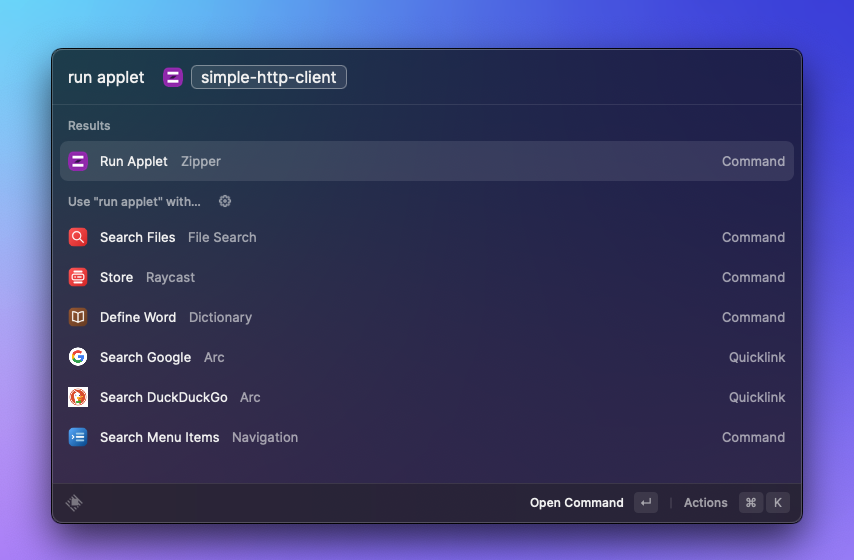 run applet simple-http-client
Results
Run Applet Zipper Command
Use "run applet" with...
Search Files File Search Command
Store Raycast Command
Define Word Dictionary Command
Search Google Arc Quicklink
Search DuckDuckGo Arc Quicklink
Search Menu Items Navigation Command
Open Command ↵ | Actions ⌘ K